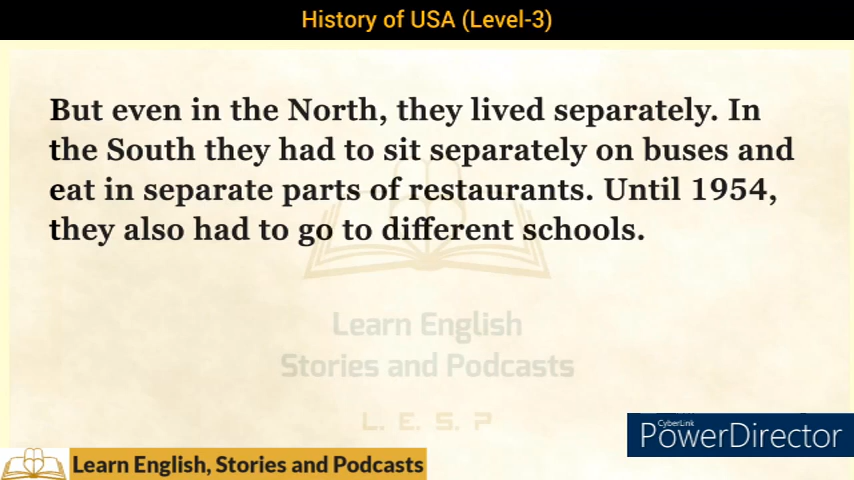 History of USA (Level-3)
But even in the North, they lived separately. In
the South they had to sit separately on buses and
eat in separate parts of restaurants. Until 1954,
they also had to go to different schools.
Learn English
Stories and Podcasts
L. E. S. P
CyberLink
PowerDirector
Learn English, Stories and Podcasts